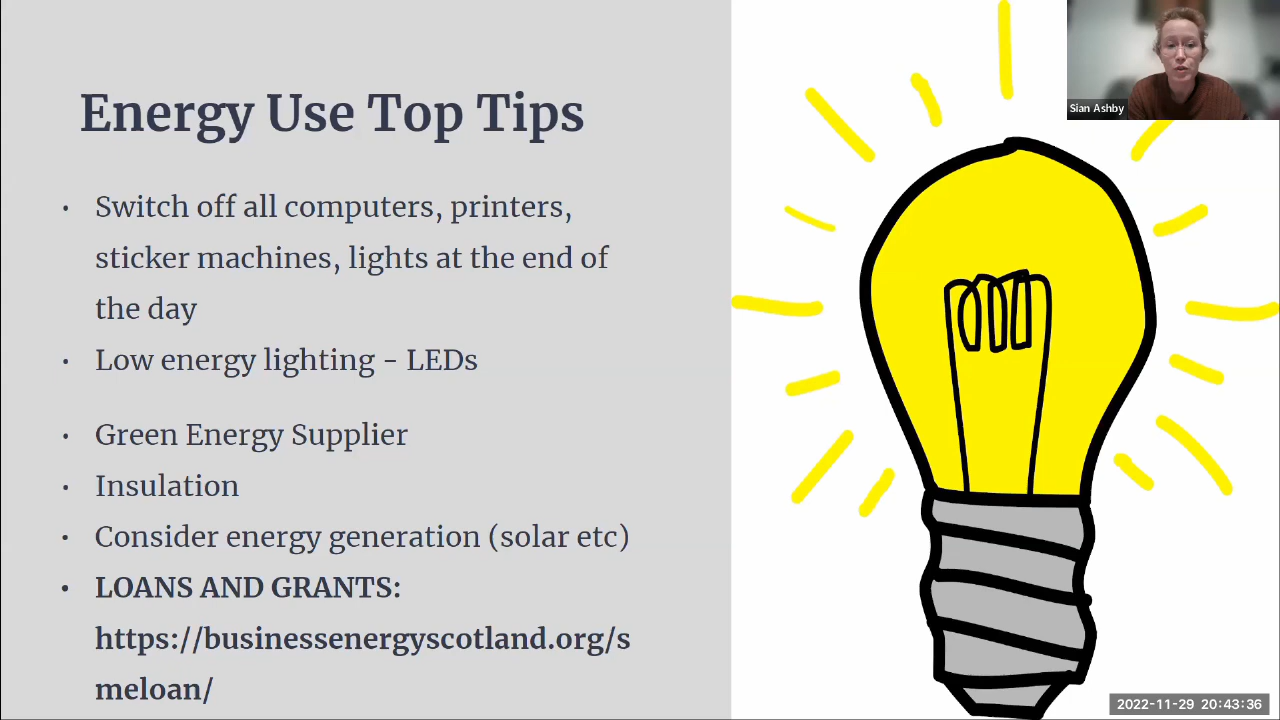 Energy Use Top Tips
• Switch off all computers, printers,
sticker machines, lights at the end of
the day
• Low energy lighting - LEDs
• Green Energy Supplier
• Insulation
• Consider energy generation (solar etc)
• LOANS AND GRANTS:
https://businessenergyscotland.org/s
meloan/
Sian Ashby
2022-11-29 20:43:36